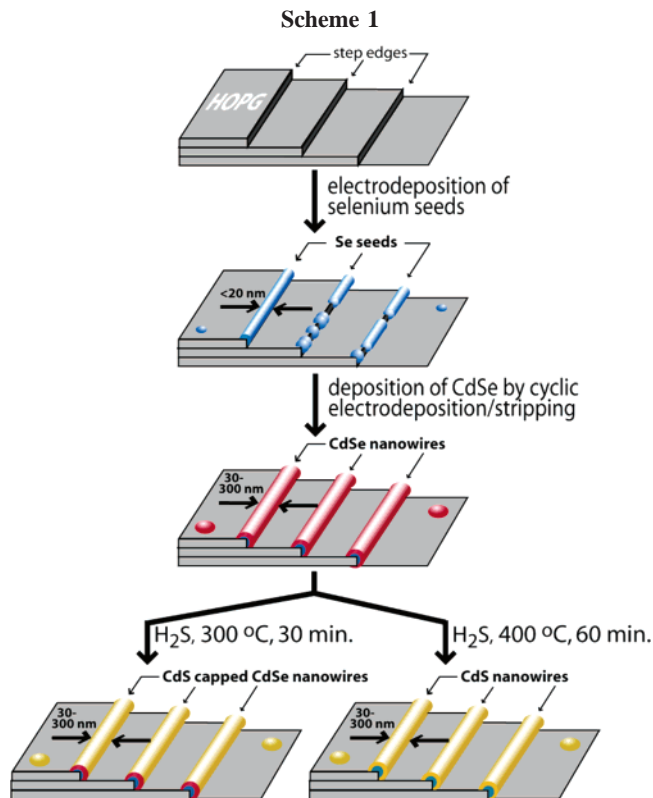 Scheme 1
step edges
HOPG
electrodeposition of
selenium seeds
Se seeds
<20 nm
deposition of CdSe by cyclic
electrodeposition/stripping
CdSe nanowires
30-
300 nm
H₂S, 300 ºC, 30 min.
H₂S, 400 ºC, 60 min.
CdS capped CdSe nanowires
CdS nanowires
30-
300 nm
30-
300 nm